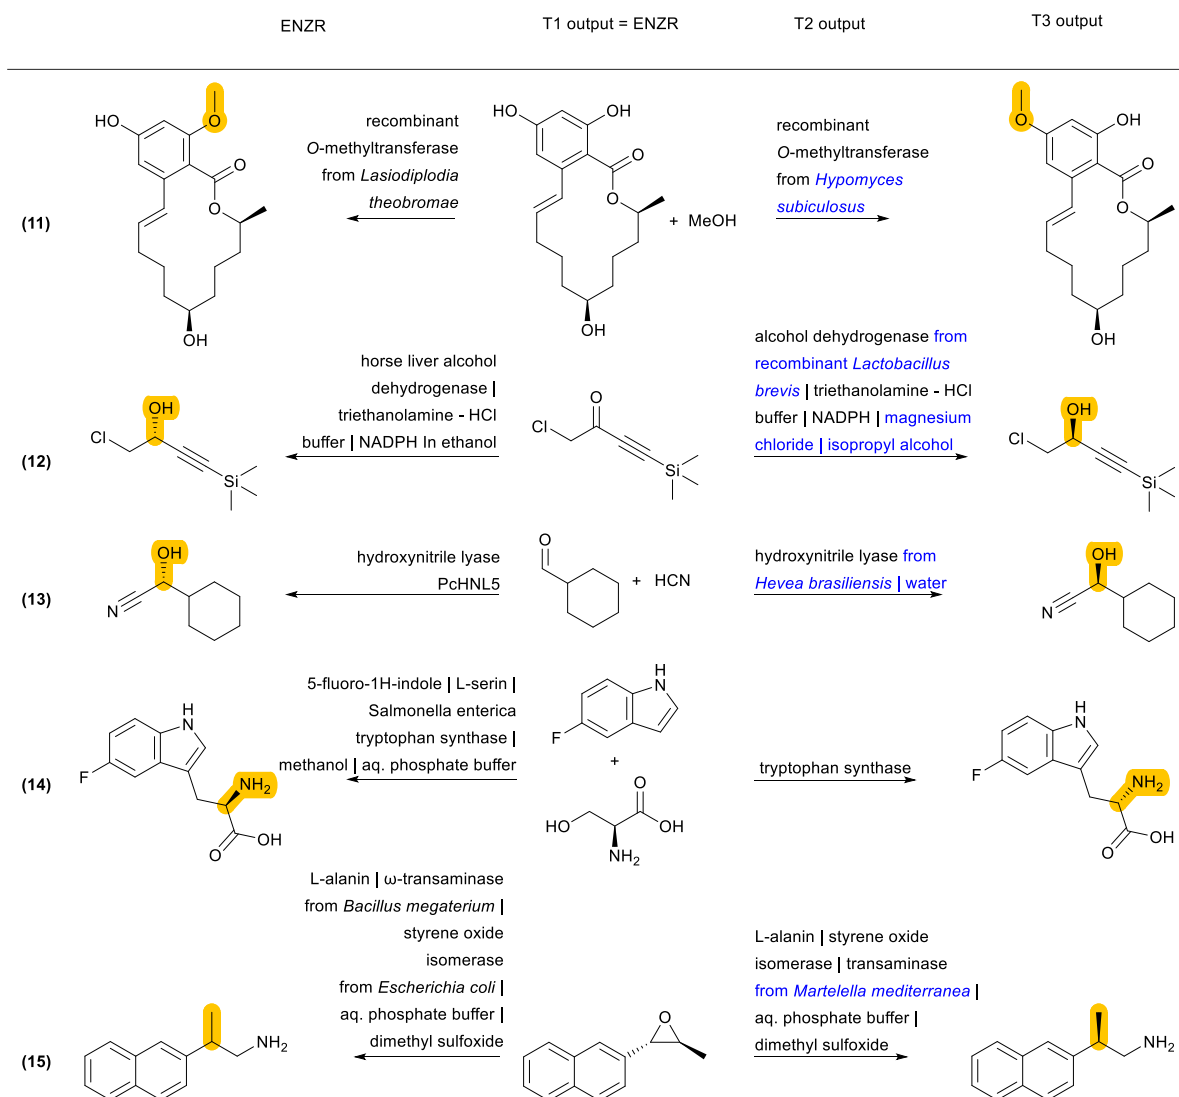 ENZR
T1 output = ENZR
T2 output
T3 output
(11)
HO
O
O
O
OH
recombinant
O-methyltransferase
from Lasiodiplodia
theobromae
HO
OH
O
O
OH
+ MeOH
recombinant
O-methyltransferase
from Hypomyces
subiculosus
O
OH
O
O
OH
(12)
OH
Cl
Si
horse liver alcohol
dehydrogenase |
triethanolamine - HCl
buffer | NADPH In ethanol
O
Cl
Si
alcohol dehydrogenase from
recombinant Lactobacillus
brevis | triethanolamine - HCl
buffer | NADPH | magnesium
chloride | isopropyl alcohol
OH
Cl
Si
(13)
OH
N
hydroxynitrile lyase
PcHNL5
O
+ HCN
hydroxynitrile lyase from
Hevea brasiliensis | water
OH
N
(14)
H
N
F
NH2
O
OH
5-fluoro-1H-indole | L-serin |
Salmonella enterica
tryptophan synthase |
methanol | aq. phosphate buffer
H
N
F
+
O
HO
OH
NH2
tryptophan synthase
H
N
F
NH2
O
OH
(15)
NH2
L-alanin | ω-transaminase
from Bacillus megaterium |
styrene oxide
isomerase
from Escherichia coli |
aq. phosphate buffer |
dimethyl sulfoxide
O
L-alanin | styrene oxide
isomerase | transaminase
from Martelella mediterranea |
aq. phosphate buffer |
dimethyl sulfoxide
NH2